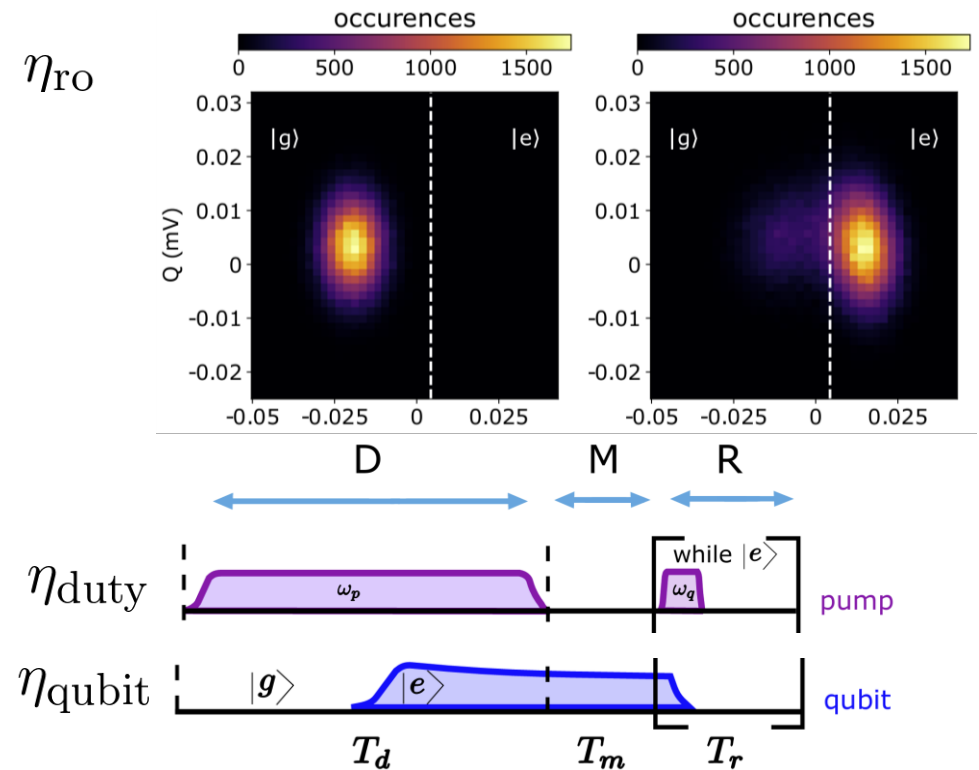 occurences
occurences
0 500 1000 1500
0 500 1000 1500
η_ro
0.03
0.02
0.01
0
-0.01
-0.02
Q (mV)
|g⟩ |e⟩
-0.05 -0.025 0 0.025
0.03
0.02
0.01
0
-0.01
-0.02
|g⟩ |e⟩
-0.05 -0.025 0 0.025
D M R
η_duty
ω_p
while |e⟩
ω_q
pump
η_qubit
|g⟩ |e⟩
qubit
T_d T_m T_r